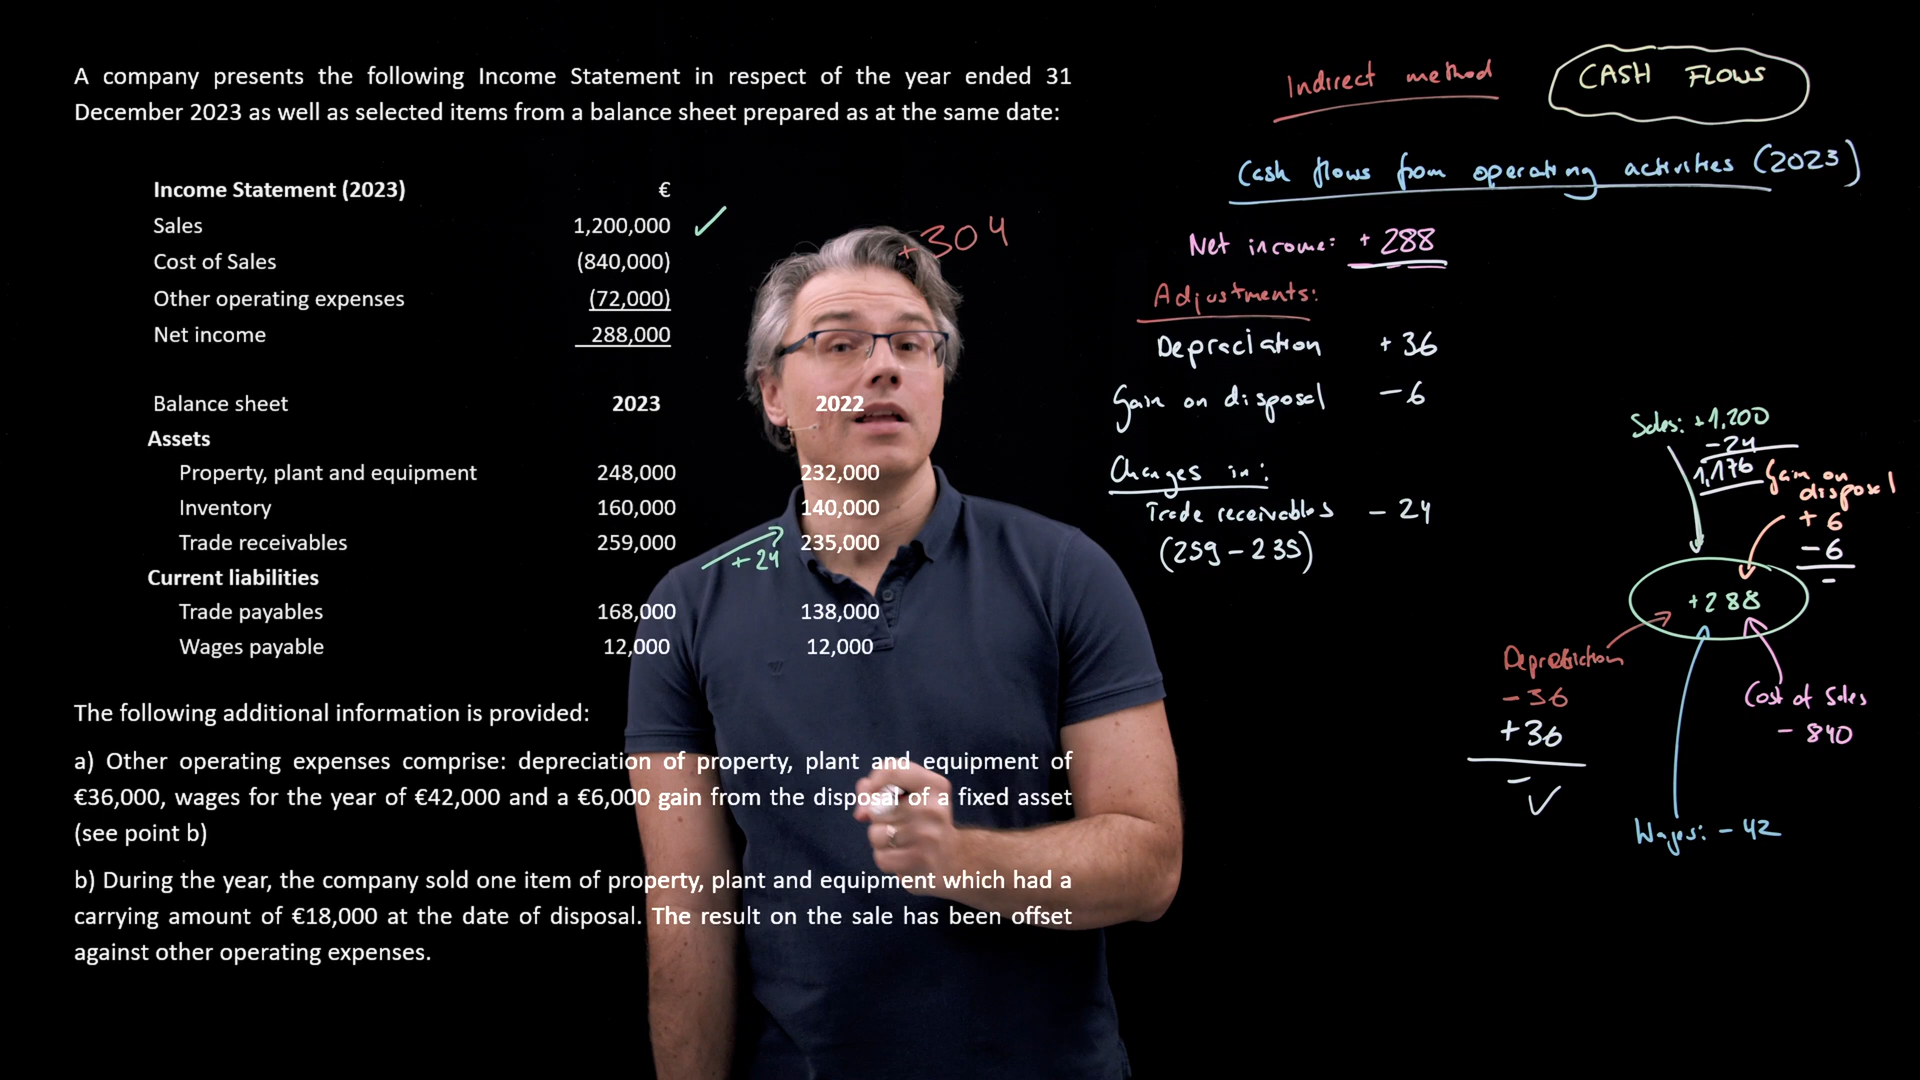 A company presents the following Income Statement in respect of the year ended 31
December 2023 as well as selected items from a balance sheet prepared as at the same date:
Income Statement (2023) €
Sales 1,200,000 ✓
Cost of Sales (840,000)
Other operating expenses (72,000)
Net income 288,000
+304
Balance sheet 2023 2022
Assets
Property, plant and equipment 248,000 232,000
Inventory 160,000 140,000
Trade receivables 259,000 235,000
+24
Current liabilities
Trade payables 168,000 138,000
Wages payable 12,000 12,000
The following additional information is provided:
a) Other operating expenses comprise: depreciation of property, plant and equipment of
€36,000, wages for the year of €42,000 and a €6,000 gain from the disposal of a fixed asset
(see point b)
b) During the year, the company sold one item of property, plant and equipment which had a
carrying amount of €18,000 at the date of disposal. The result on the sale has been offset
against other operating expenses.
Indirect method
CASH FLOWS
Cash flows from operating activities (2023)
Net income: + 288
Adjustments:
Depreciation + 36
Gain on disposal - 6
Changes in:
Trade receivables - 24
(259 - 235)
Sales: +1,200
-24
1,176
Gain on
disposal
+ 6
- 6
-
+288
Depreciation
- 36
+36
- ✓
Cost of Sales
- 840
Wages: - 42